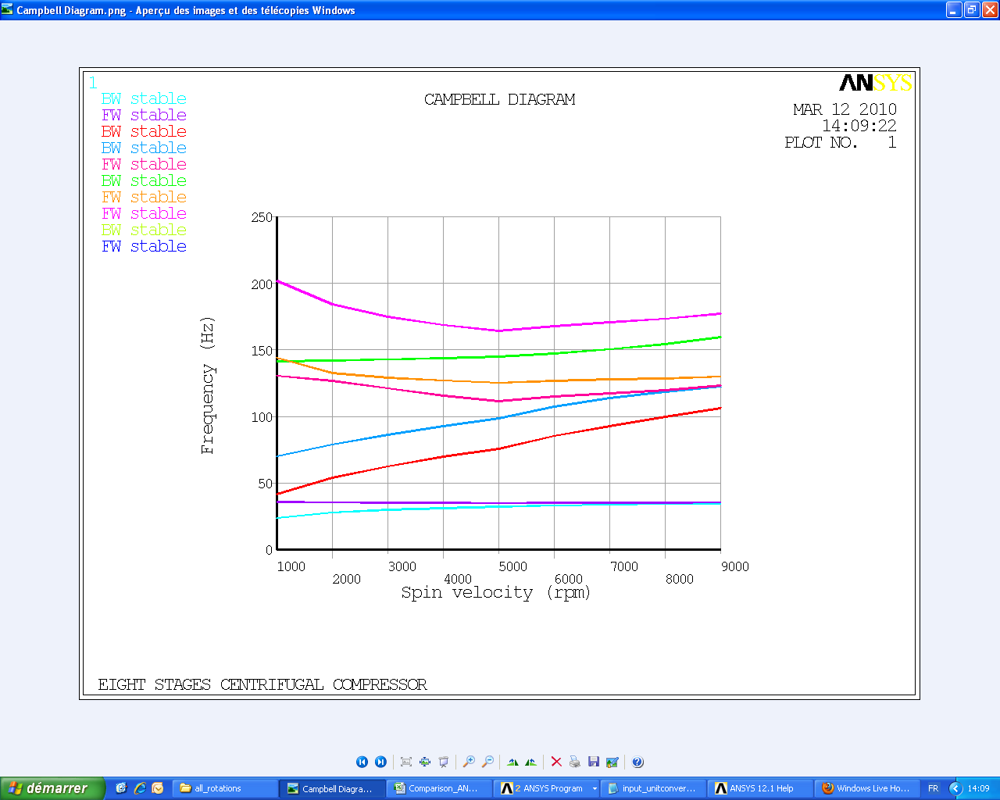 Campbell Diagram.png - Aperçu des images et des télécopies Windows
1
BW stable
FW stable
BW stable
BW stable
FW stable
BW stable
FW stable
FW stable
BW stable
FW stable
CAMPBELL DIAGRAM
ANSYS
MAR 12 2010
14:09:22
PLOT NO. 1
250
200
150
100
50
0
Frequency (Hz)
1000
2000
3000
4000
5000
6000
7000
8000
9000
Spin velocity (rpm)
EIGHT STAGES CENTRIFUGAL COMPRESSOR
démarrer
all_rotations
Campbell Diagra...
Comparison_AN...
2 ANSYS Program
input_unitconver...
ANSYS 12.1 Help
Windows Live Ho...
FR
14:09